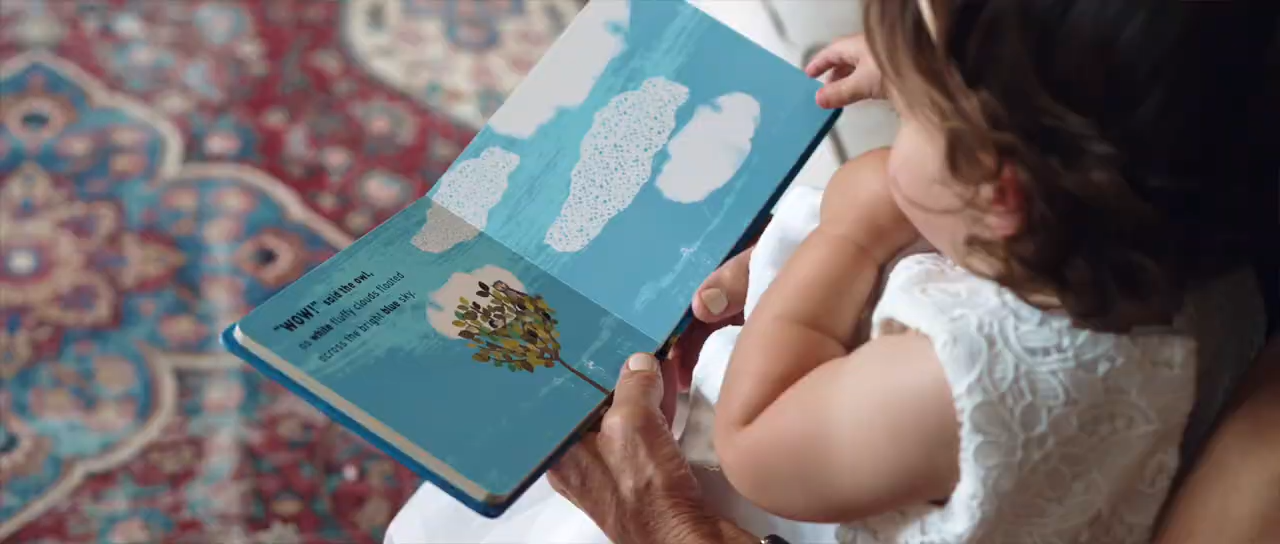 "WOW!" said the owl,
as white fluffy clouds floated
across the bright blue sky.